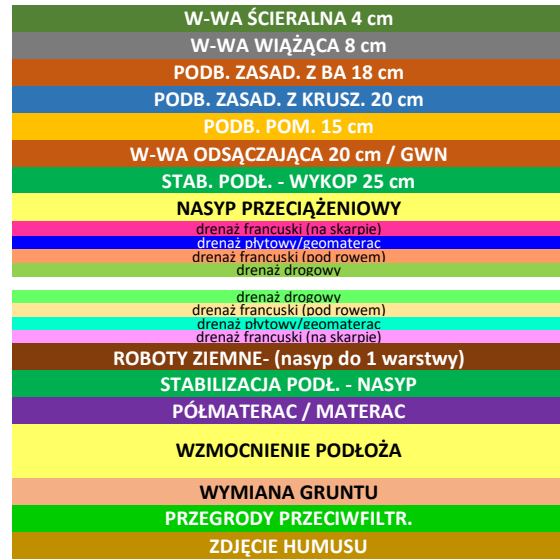 W-WA ŚCIERALNA 4 cm
W-WA WIĄŻĄCA 8 cm
PODB. ZASAD. Z BA 18 cm
PODB. ZASAD. Z KRUSZ. 20 cm
PODB. POM. 15 cm
W-WA ODSĄCZAJĄCA 20 cm / GWN
STAB. PODŁ. - WYKOP 25 cm
NASYP PRZECIĄŻENIOWY
drenaż francuski (na skarpie)
drenaż płytowy/geomaterac
drenaż francuski (pod rowem)
drenaż drogowy
drenaż drogowy
drenaż francuski (pod rowem)
drenaż płytowy/geomaterac
drenaż francuski (na skarpie)
ROBOTY ZIEMNE- (nasyp do 1 warstwy)
STABILIZACJA PODŁ. - NASYP
PÓŁMATERAC / MATERAC
WZMOCNIENIE PODŁOŻA
WYMIANA GRUNTU
PRZEGRODY PRZECIWFILTR.
ZDJĘCIE HUMUSU